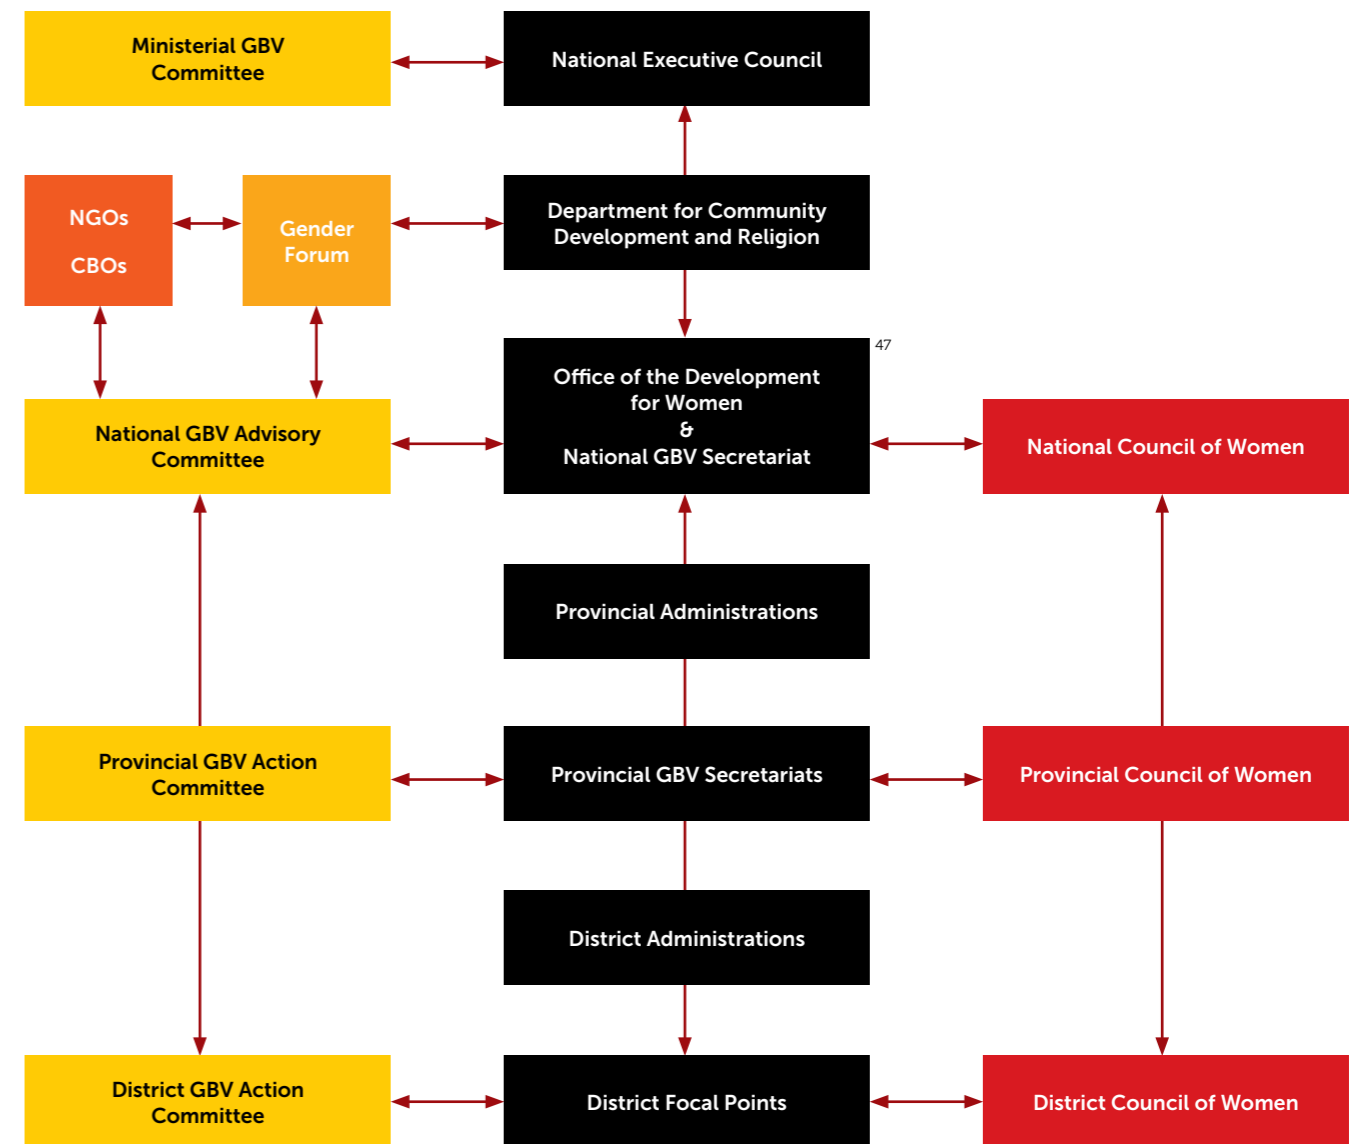 Ministerial GBV
Committee
National Executive Council
NGOs
CBOs
Gender
Forum
Department for Community
Development and Religion
47
Office of the Development
for Women
&
National GBV Secretariat
National GBV Advisory
Committee
National Council of Women
Provincial Administrations
Provincial GBV Action
Committee
Provincial GBV Secretariats
Provincial Council of Women
District Administrations
District GBV Action
Committee
District Focal Points
District Council of Women